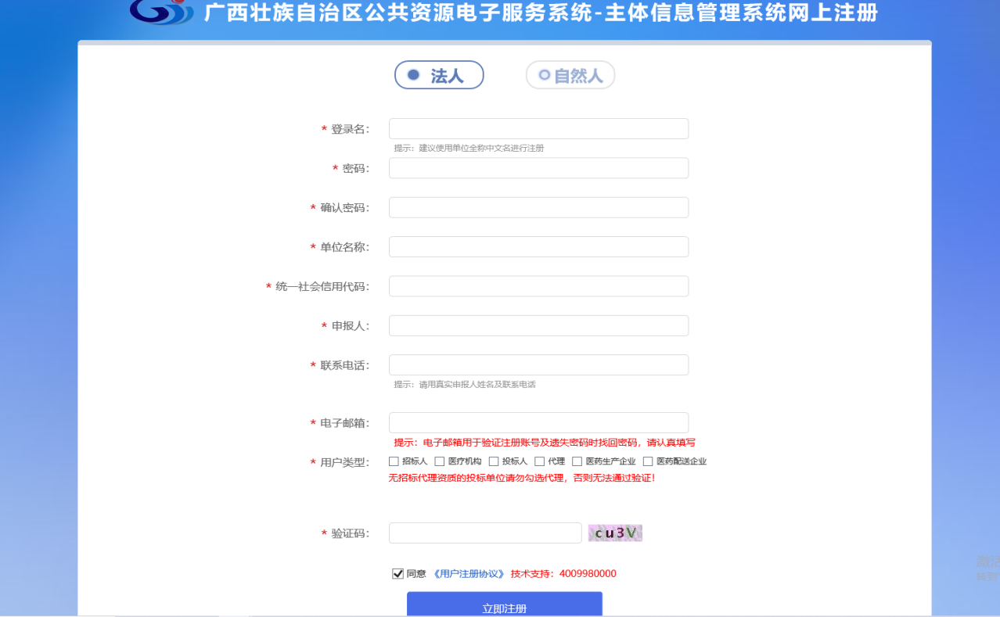 广西壮族自治区公共资源电子服务系统-主体信息管理系统网上注册
法人 自然人
* 登录名：
提示：建议使用单位全称中文名进行注册
* 密码：
* 确认密码：
* 单位名称：
* 统一社会信用代码：
* 申报人：
* 联系电话：
提示：请用真实申报人姓名及联系电话
* 电子邮箱：
提示：电子邮箱用于验证注册账号及遗失密码时找回密码，请认真填写
* 用户类型： 招标人 医疗机构 投标人 代理 医药生产企业 医药配送企业
无招标代理资质的投标单位请勿勾选代理，否则无法通过验证！
* 验证码： cu3V
同意 《用户注册协议》 技术支持：4009980000
立即注册
激活
转到